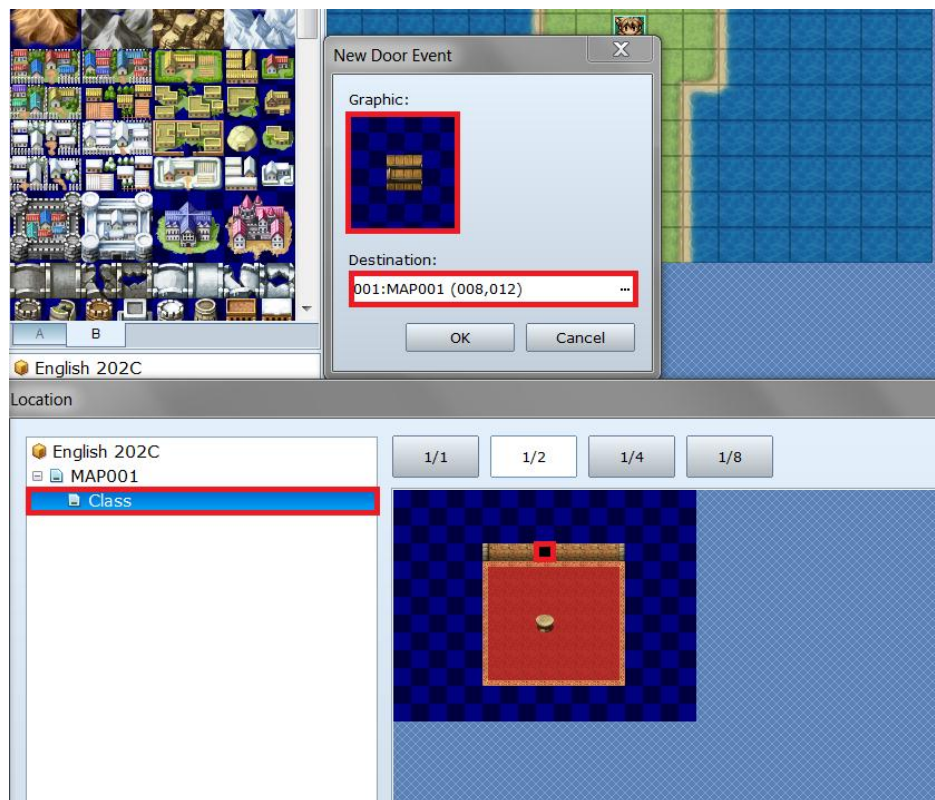 New Door Event
X
Graphic:
Destination:
001:MAP001 (008,012)
...
OK
Cancel
A
B
English 202C
Location
English 202C
MAP001
Class
1/1
1/2
1/4
1/8